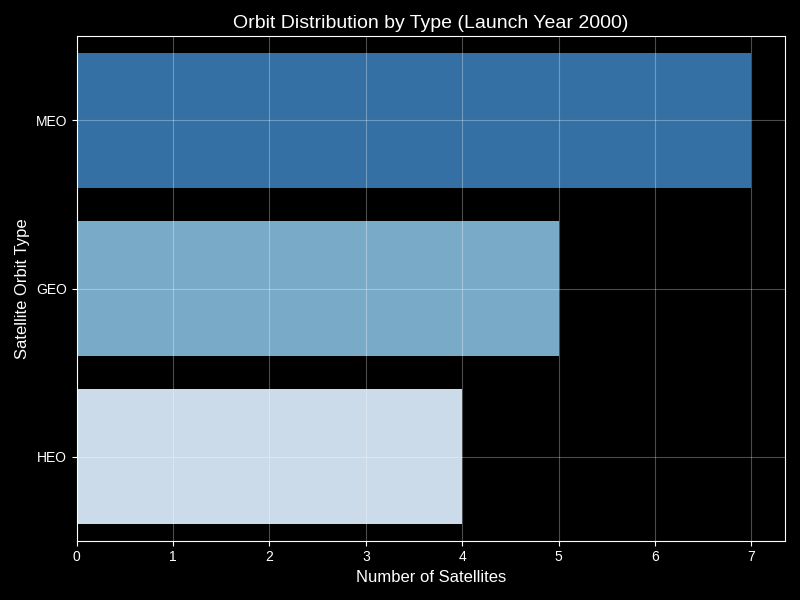 Orbit Distribution by Type (Launch Year 2000)
Satellite Orbit Type
MEO
GEO
HEO
0 1 2 3 4 5 6 7
Number of Satellites